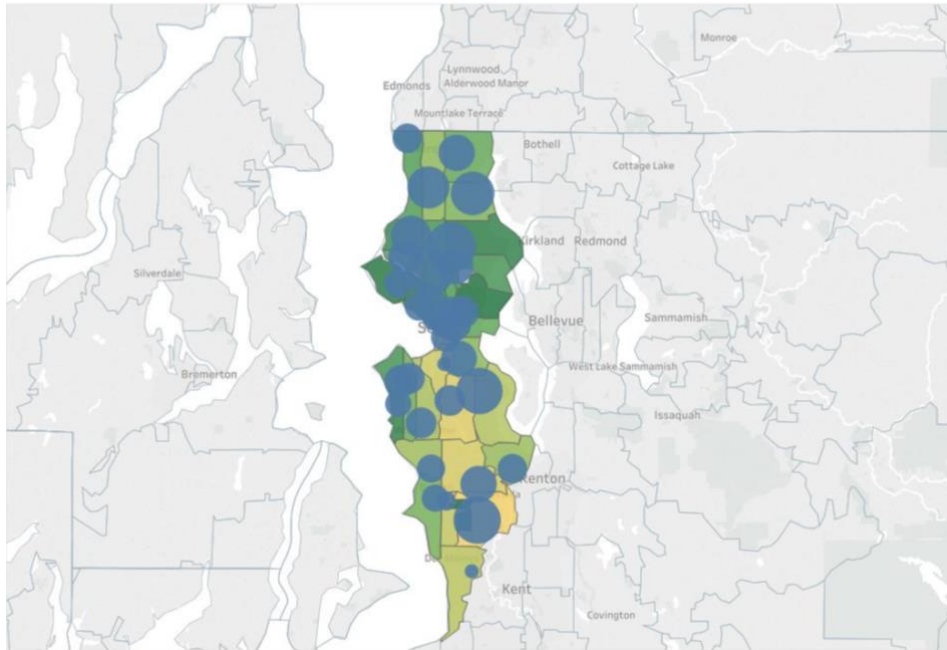 Monroe
Lynnwood
Alderwood Manor
Edmonds
Mountlake Terrace
Bothell
Cottage Lake
Kirkland
Redmond
Silverdale
Sammamish
Bellevue
West Lake Sammamish
Bremerton
Issaquah
Renton
Kent
Covington